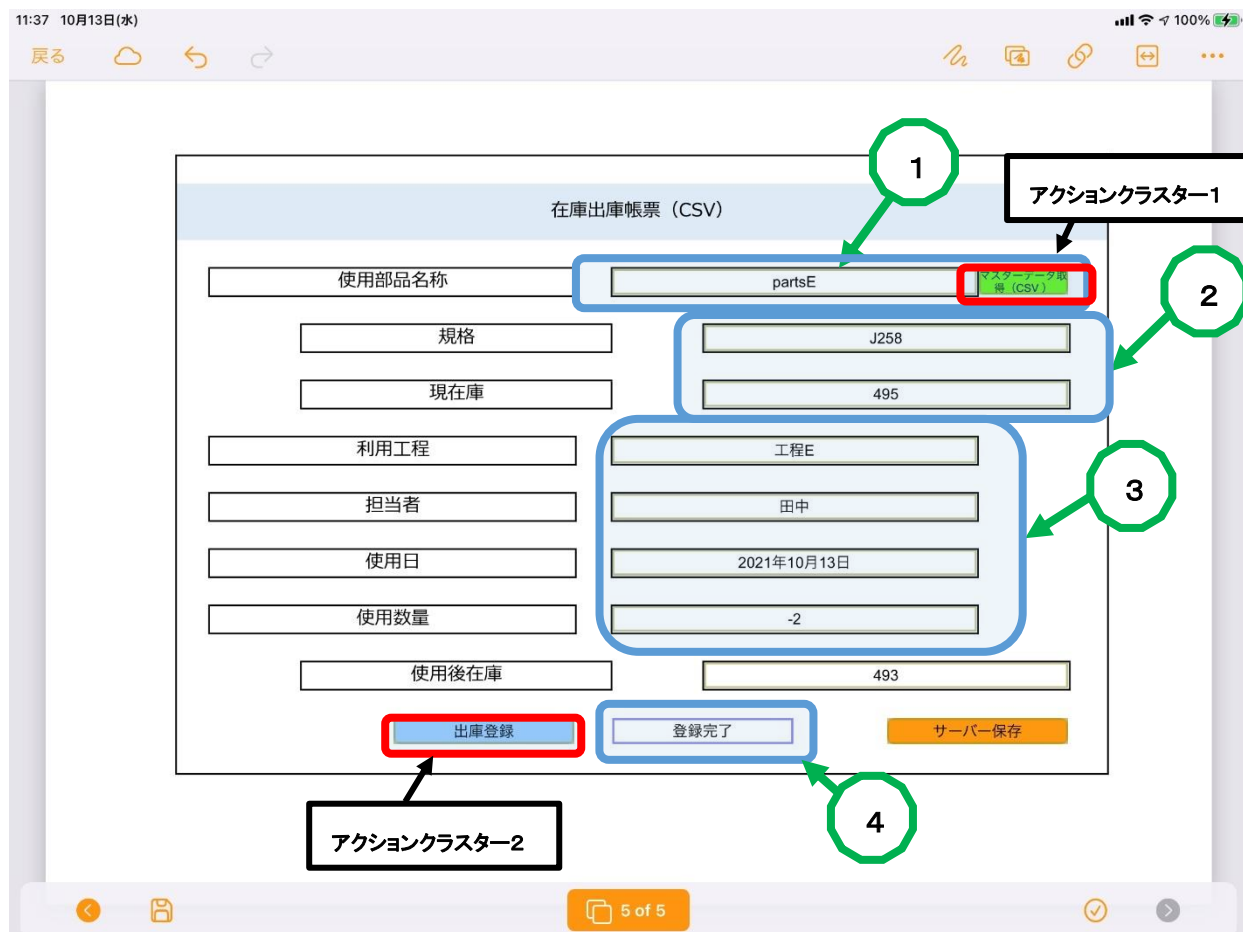 11:37 10月13日(水)
100%
戻る
1
アクションクラスター1
在庫出庫帳票（CSV）
使用部品名称
partsE
マスターデータ取
得（CSV）
2
規格
J258
現在庫
495
利用工程
工程E
3
担当者
田中
使用日
2021年10月13日
使用数量
-2
使用後在庫
493
出庫登録
登録完了
サーバー保存
4
アクションクラスター2
5 of 5